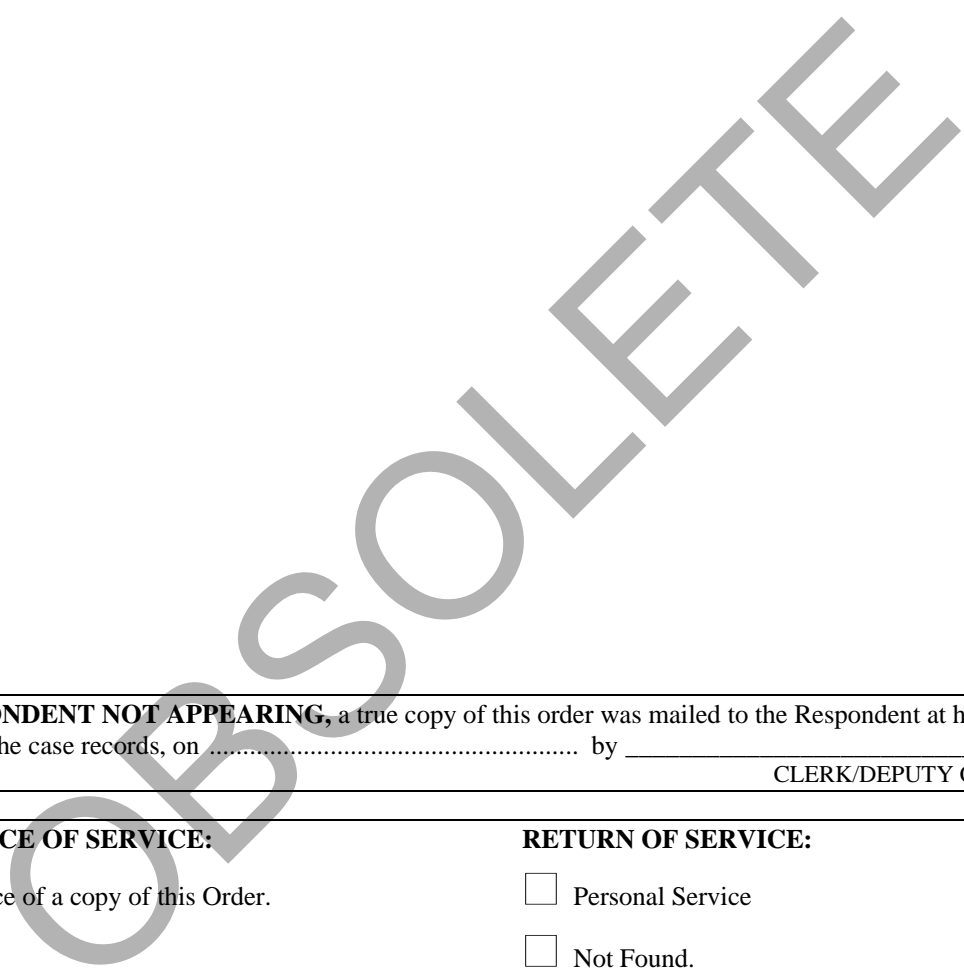 OBSOLETE
ONDENT NOT APPEARING, a true copy of this order was mailed to the Respondent at h
he case records, on ........................................................... by ___________________________
CLERK/DEPUTY C
CE OF SERVICE:
ce of a copy of this Order.
RETURN OF SERVICE:
Personal Service
Not Found.